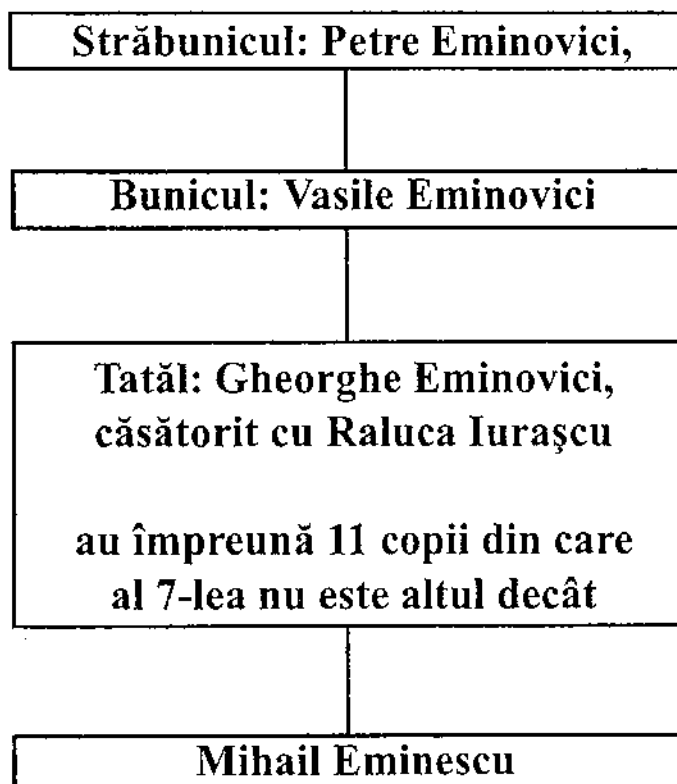 Străbunicul: Petre Eminovici,
Bunicul: Vasile Eminovici
Tatăl: Gheorghe Eminovici,
căsătorit cu Raluca Iuraşcu
au împreună 11 copii din care
al 7-lea nu este altul decât
Mihail Eminescu